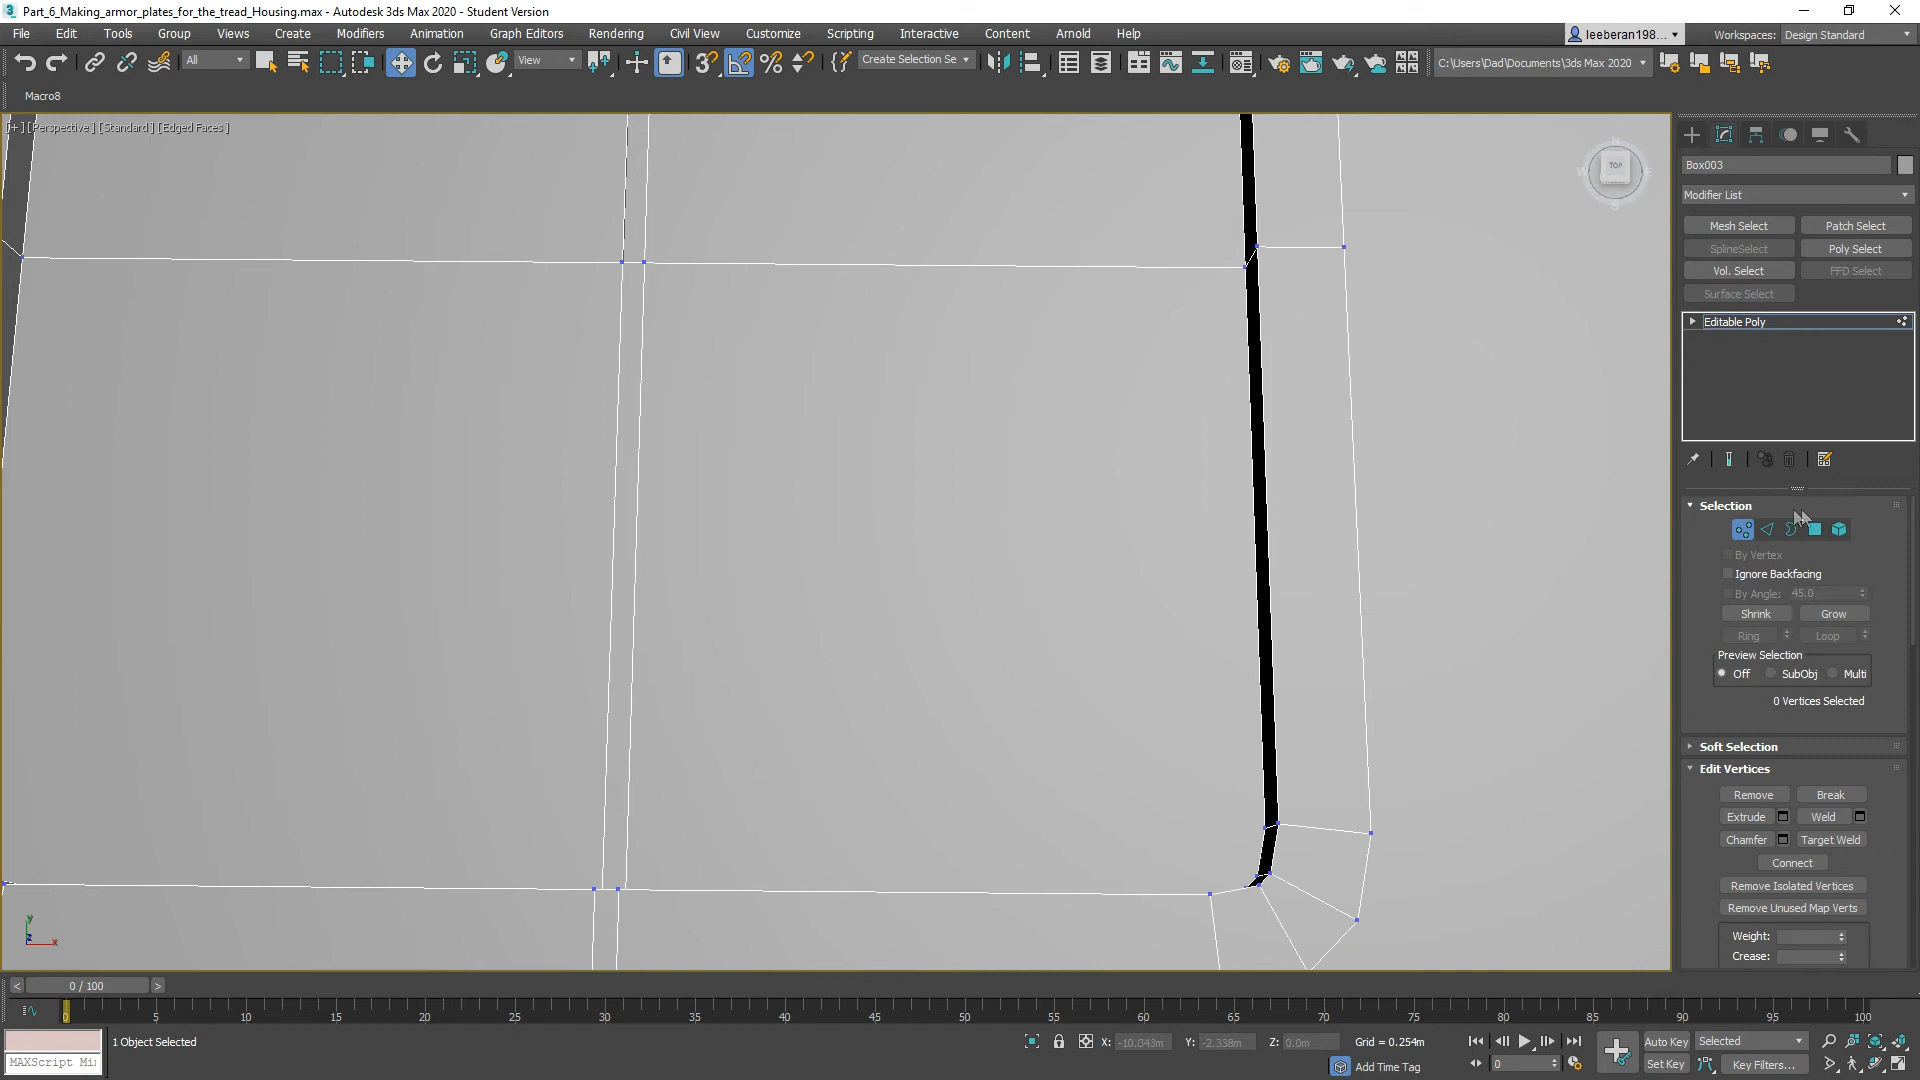 Part_6_Making_armor_plates_for_the_tread_Housing.max - Autodesk 3ds Max 2020 - Student Version
File Edit Tools Group Views Create Modifiers Animation Graph Editors Rendering Civil View Customize Scripting Interactive Content Arnold Help
leeberan198... Workspaces: Design Standard
All View Create Selection Se C:\Users\Dad\Documents\3ds Max 2020
Macro8
[+] [Perspective] [Standard] [Edged Faces]
TOP
Box003
Modifier List
Mesh Select Patch Select
SplineSelect Poly Select
Vol. Select FFD Select
Surface Select
Editable Poly
Selection
By Vertex
Ignore Backfacing
By Angle: 45.0
Shrink Grow
Ring Loop
Preview Selection
Off SubObj Multi
0 Vertices Selected
Soft Selection
Edit Vertices
Remove Break
Extrude Weld
Chamfer Target Weld
Connect
Remove Isolated Vertices
Remove Unused Map Verts
Weight:
Crease:
y
z x
< 0 / 100 >
0 5 10 15 20 25 30 35 40 45 50 55 60 65 70 75 80 85 90 95 100
1 Object Selected X: -10.043m Y: -2.338m Z: 0.0m Grid = 0.254m Auto Key Selected
MAXScript Mi Add Time Tag 0 Set Key Key Filters...